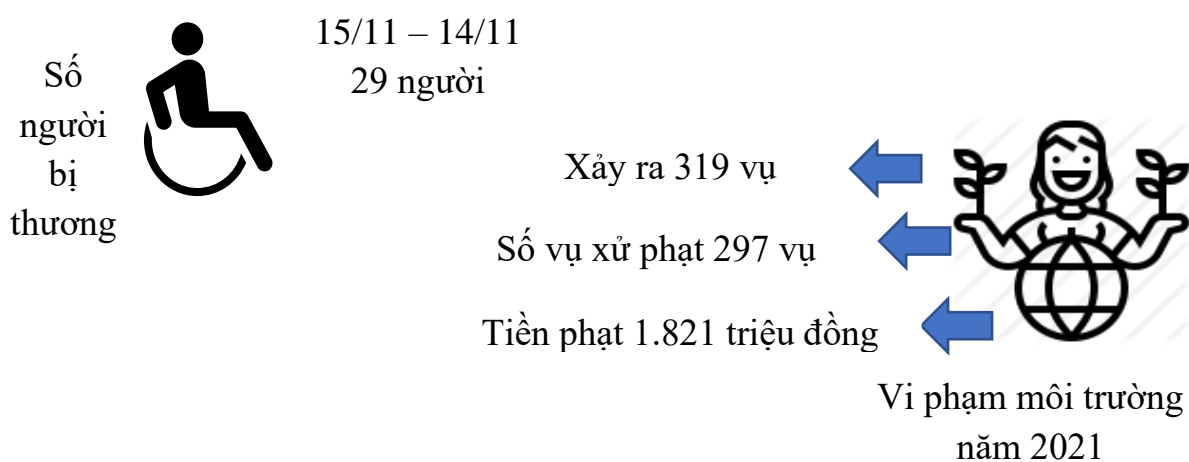 Số
người
bị
thương
15/11 – 14/11
29 người
Xảy ra 319 vụ
Số vụ xử phạt 297 vụ
Tiền phạt 1.821 triệu đồng
Vi phạm môi trường
năm 2021